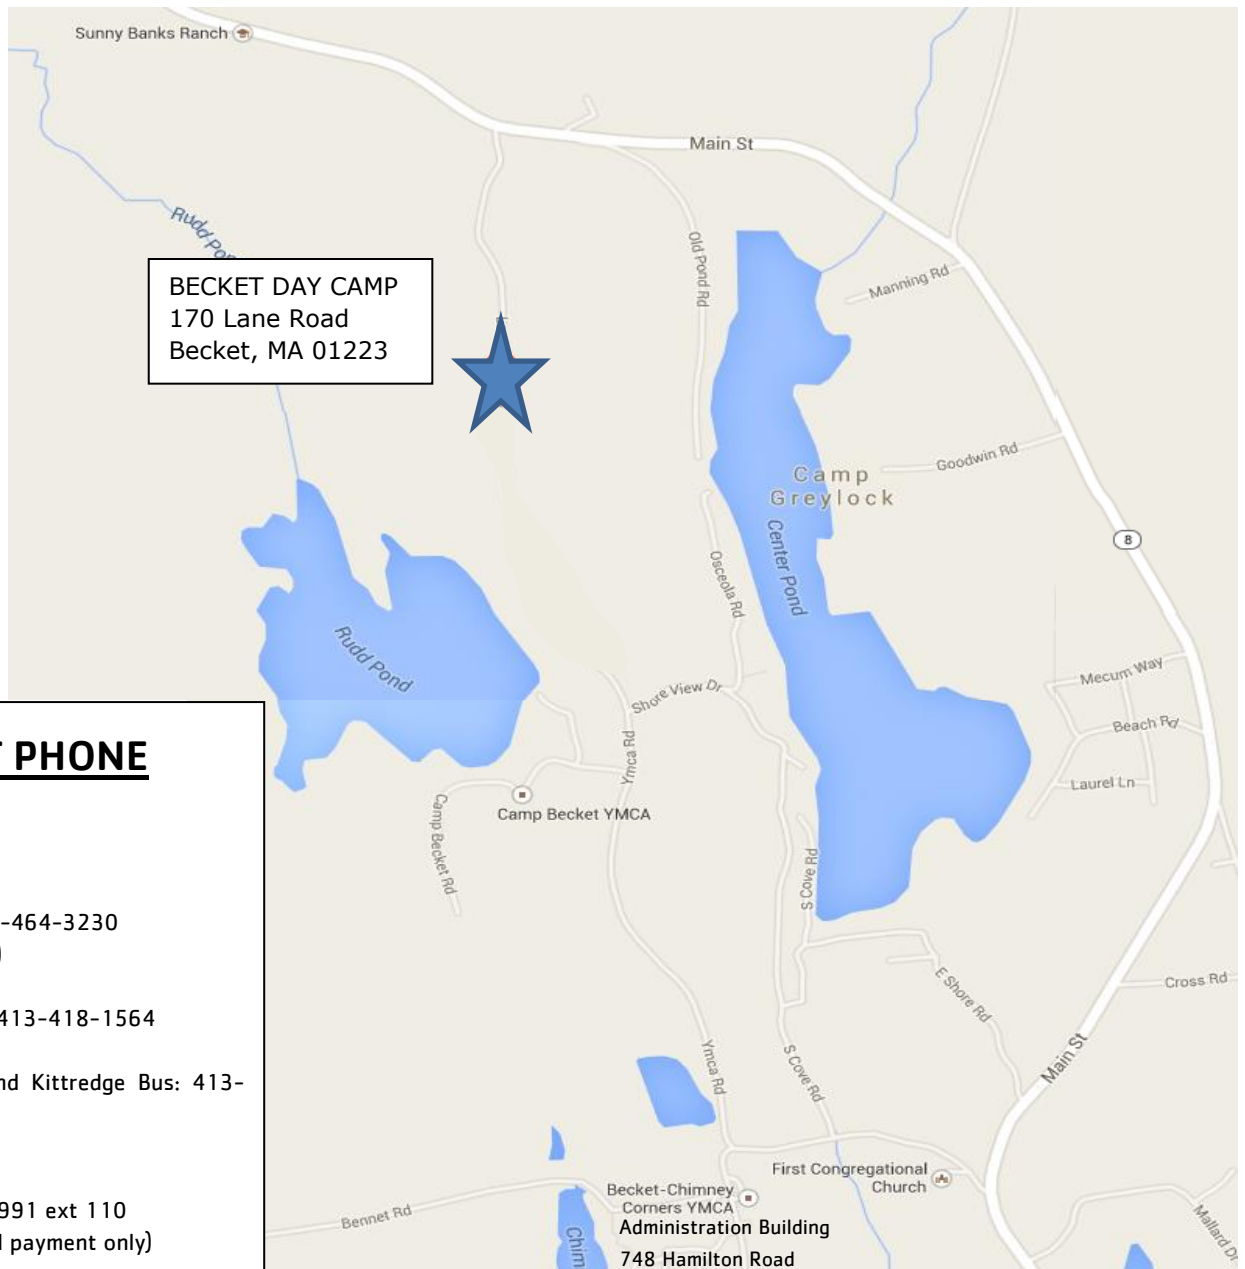 Sunny Banks Ranch
Main St
Rudd Pon
BECKET DAY CAMP
170 Lane Road
Becket, MA 01223
Old Pond Rd
Manning Rd
Goodwin Rd
Camp
Greylock
Center Pond
8
Osceola Rd
Rudd Pond
Shore View Dr
Mecum Way
Beach Rd
Laurel Ln
Ymca Rd
Camp Becket YMCA
Camp Becket Rd
S Cove Rd
E Shore Rd
Cross Rd
Main St
Ymca Rd
S Cove Rd
First Congregational
Church
Becket-Chimney
Corners YMCA
Administration Building
748 Hamilton Road
Bennet Rd
Chim
Mallard Dr
PHONE
-464-3230
)
413-418-1564
nd Kittredge Bus: 413-
991 ext 110
payment only)